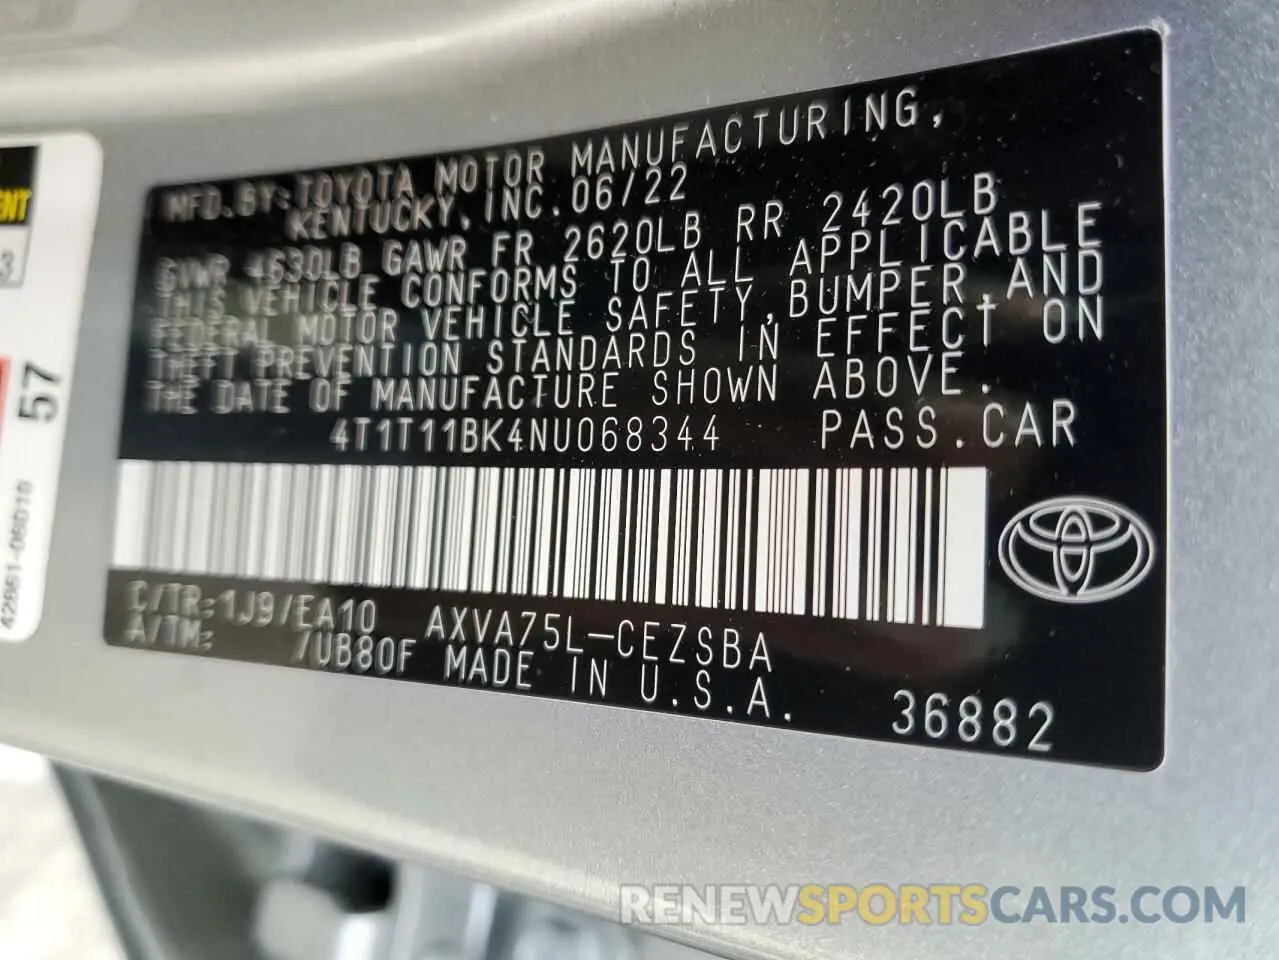 MFD.BY:TOYOTA MOTOR MANUFACTURING,
KENTUCKY, INC.06/22
GVWR 4630LB GAWR FR 2620LB RR 2420LB
THIS VEHICLE CONFORMS TO ALL APPLICABLE
FEDERAL MOTOR VEHICLE SAFETY,BUMPER,AND
THEFT PREVENTION STANDARDS IN EFFECT ON
THE DATE OF MANUFACTURE SHOWN ABOVE.
4T1T11BK4NU068344 PASS.CAR
C/TR:1J9/EA10 AXVA75L-CEZSBA
A/TM: /UB80F MADE IN U.S.A. 36882
57
RENEWSPORTSCARS.COM